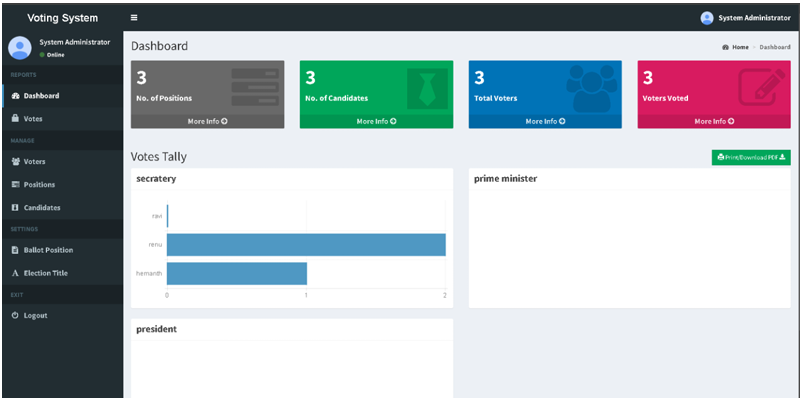 Voting System
System Administrator
System Administrator
Online
REPORTS
Dashboard
Votes
MANAGE
Voters
Positions
Candidates
SETTINGS
Ballot Position
Election Title
EXIT
Logout
Dashboard
Home
Dashboard
3
No. of Positions
More Info
3
No. of Candidates
More Info
3
Total Voters
More Info
3
Voters Voted
More Info
Votes Tally
Print/Download PDF
secratery
ravi
renu
hemanth
0 1 2
prime minister
president